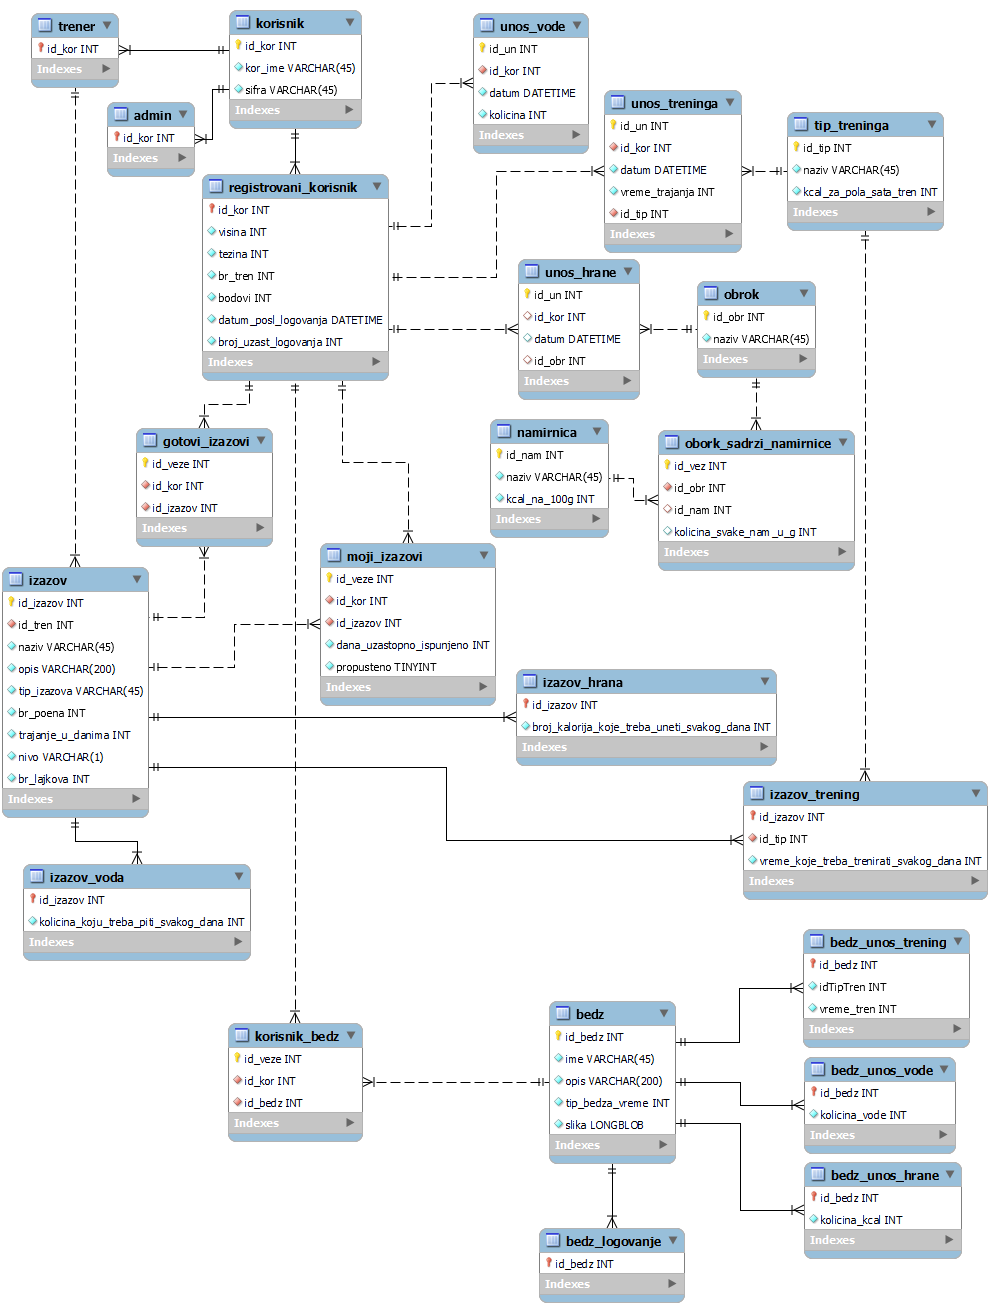 trener
id_kor INT
Indexes
korisnik
id_kor INT
kor_ime VARCHAR(45)
sifra VARCHAR(45)
Indexes
admin
id_kor INT
Indexes
unos_vode
id_un INT
id_kor INT
datum DATETIME
kolicina INT
Indexes
unos_treninga
id_un INT
id_kor INT
datum DATETIME
vreme_trajanja INT
id_tip INT
Indexes
tip_treninga
id_tip INT
naziv VARCHAR(45)
kcal_za_pola_sata_tren INT
Indexes
registrovani_korisnik
id_kor INT
visina INT
tezina INT
br_tren INT
bodovi INT
datum_posl_logovanja DATETIME
broj_uzast_logovanja INT
Indexes
unos_hrane
id_un INT
id_kor INT
datum DATETIME
id_obr INT
Indexes
obrok
id_obr INT
naziv VARCHAR(45)
Indexes
gotovi_izazovi
id_veze INT
id_kor INT
id_izazov INT
Indexes
namirnica
id_nam INT
naziv VARCHAR(45)
kcal_na_100g INT
Indexes
obork_sadrzi_namirnice
id_vez INT
id_obr INT
id_nam INT
kolicina_svake_nam_u_g INT
Indexes
moji_izazovi
id_veze INT
id_kor INT
id_izazov INT
dana_uzastopno_ispunjeno INT
propusteno TINYINT
Indexes
izazov
id_izazov INT
id_tren INT
naziv VARCHAR(45)
opis VARCHAR(200)
tip_izazova VARCHAR(45)
br_poena INT
trajanje_u_danima INT
nivo VARCHAR(1)
br_lajkova INT
Indexes
izazov_hrana
id_izazov INT
broj_kalorija_koje_treba_uneti_svakog_dana INT
Indexes
izazov_trening
id_izazov INT
id_tip INT
vreme_koje_treba_trenirati_svakog_dana INT
Indexes
izazov_voda
id_izazov INT
kolicina_koju_treba_piti_svakog_dana INT
Indexes
bedz_unos_trening
id_bedz INT
idTipTren INT
vreme_tren INT
Indexes
korisnik_bedz
id_veze INT
id_kor INT
id_bedz INT
Indexes
bedz
id_bedz INT
ime VARCHAR(45)
opis VARCHAR(200)
tip_bedza_vreme INT
slika LONGBLOB
Indexes
bedz_unos_vode
id_bedz INT
kolicina_vode INT
Indexes
bedz_unos_hrane
id_bedz INT
kolicina_kcal INT
Indexes
bedz_logovanje
id_bedz INT
Indexes